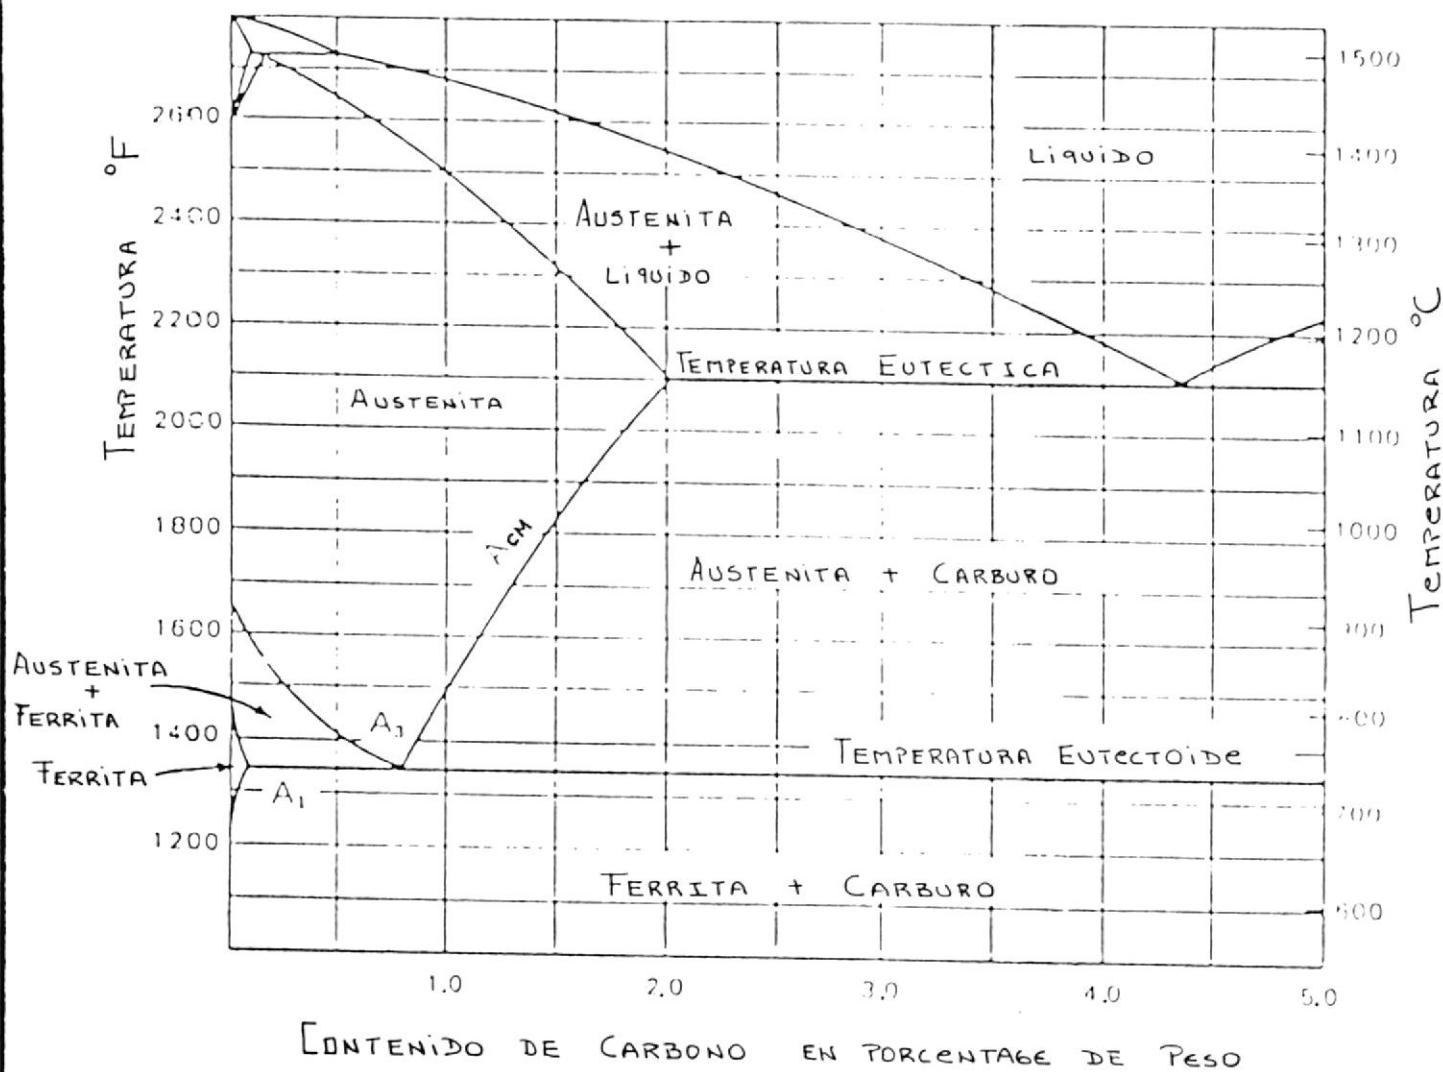 TEMPERATURA °F
2600
2400
2200
2000
1800
1600
1400
1200
LiQUiDO
AUSTENITA
+
LiQUiDO
TEMPERATURA EUTECTICA
AUSTENITA
ACM
AUSTENITA + CARBURO
AUSTENITA
+
FERRITA
FERRITA
A3
A1
TEMPERATURA EUTECTOiDE
FERRITA + CARBURO
1500
1400
1300
1200
1100
1000
TEMPERATURA °C
1.0 2.0 3.0 4.0 5.0
CONTENIDO DE CARBONO EN PORCENTAGE DE PESO